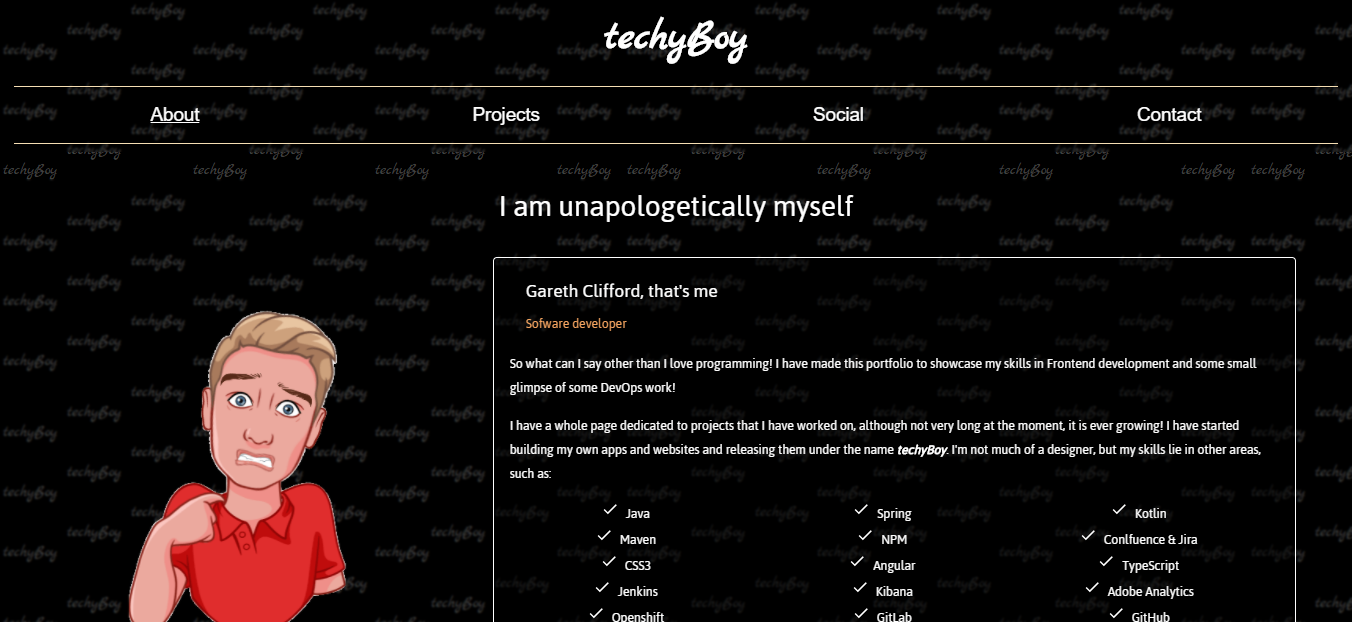 techyBoy
About Projects Social Contact
I am unapologetically myself
Gareth Clifford, that's me
Sofware developer
So what can I say other than I love programming! I have made this portfolio to showcase my skills in Frontend development and some small
glimpse of some DevOps work!
I have a whole page dedicated to projects that I have worked on, although not very long at the moment, it is ever growing! I have started
building my own apps and websites and releasing them under the name techyBoy. I'm not much of a designer, but my skills lie in other areas,
such as:
Java Spring Kotlin
Maven NPM Conlfuence & Jira
CSS3 Angular TypeScript
Jenkins Kibana Adobe Analytics
Openshift GitLab GitHub